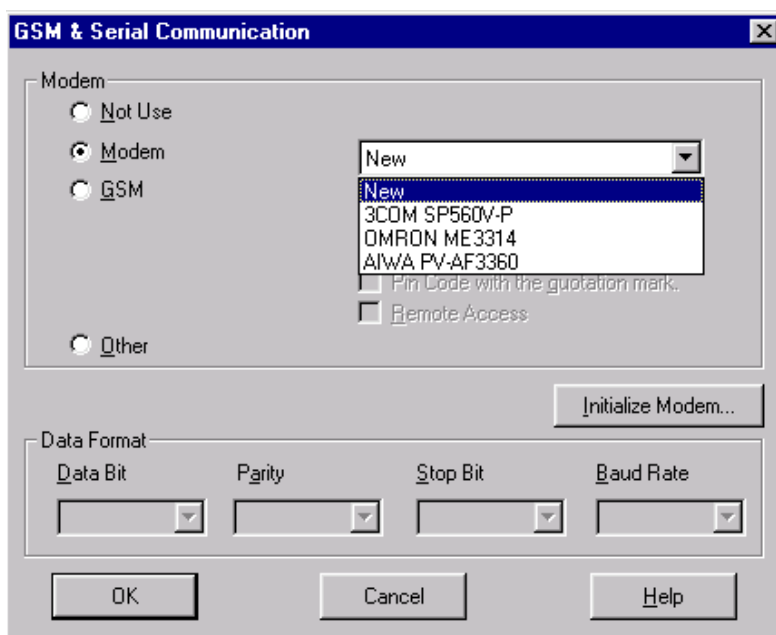 GSM & Serial Communication
Modem
Not Use
Modem
New
GSM
New
3COM SP560V-P
OMRON ME3314
AIWA PV-AF3360
Pin Code with the guotation mark.
Remote Access
Other
Initialize Modem...
Data Format
Data Bit Parity Stop Bit Baud Rate
OK Cancel Help